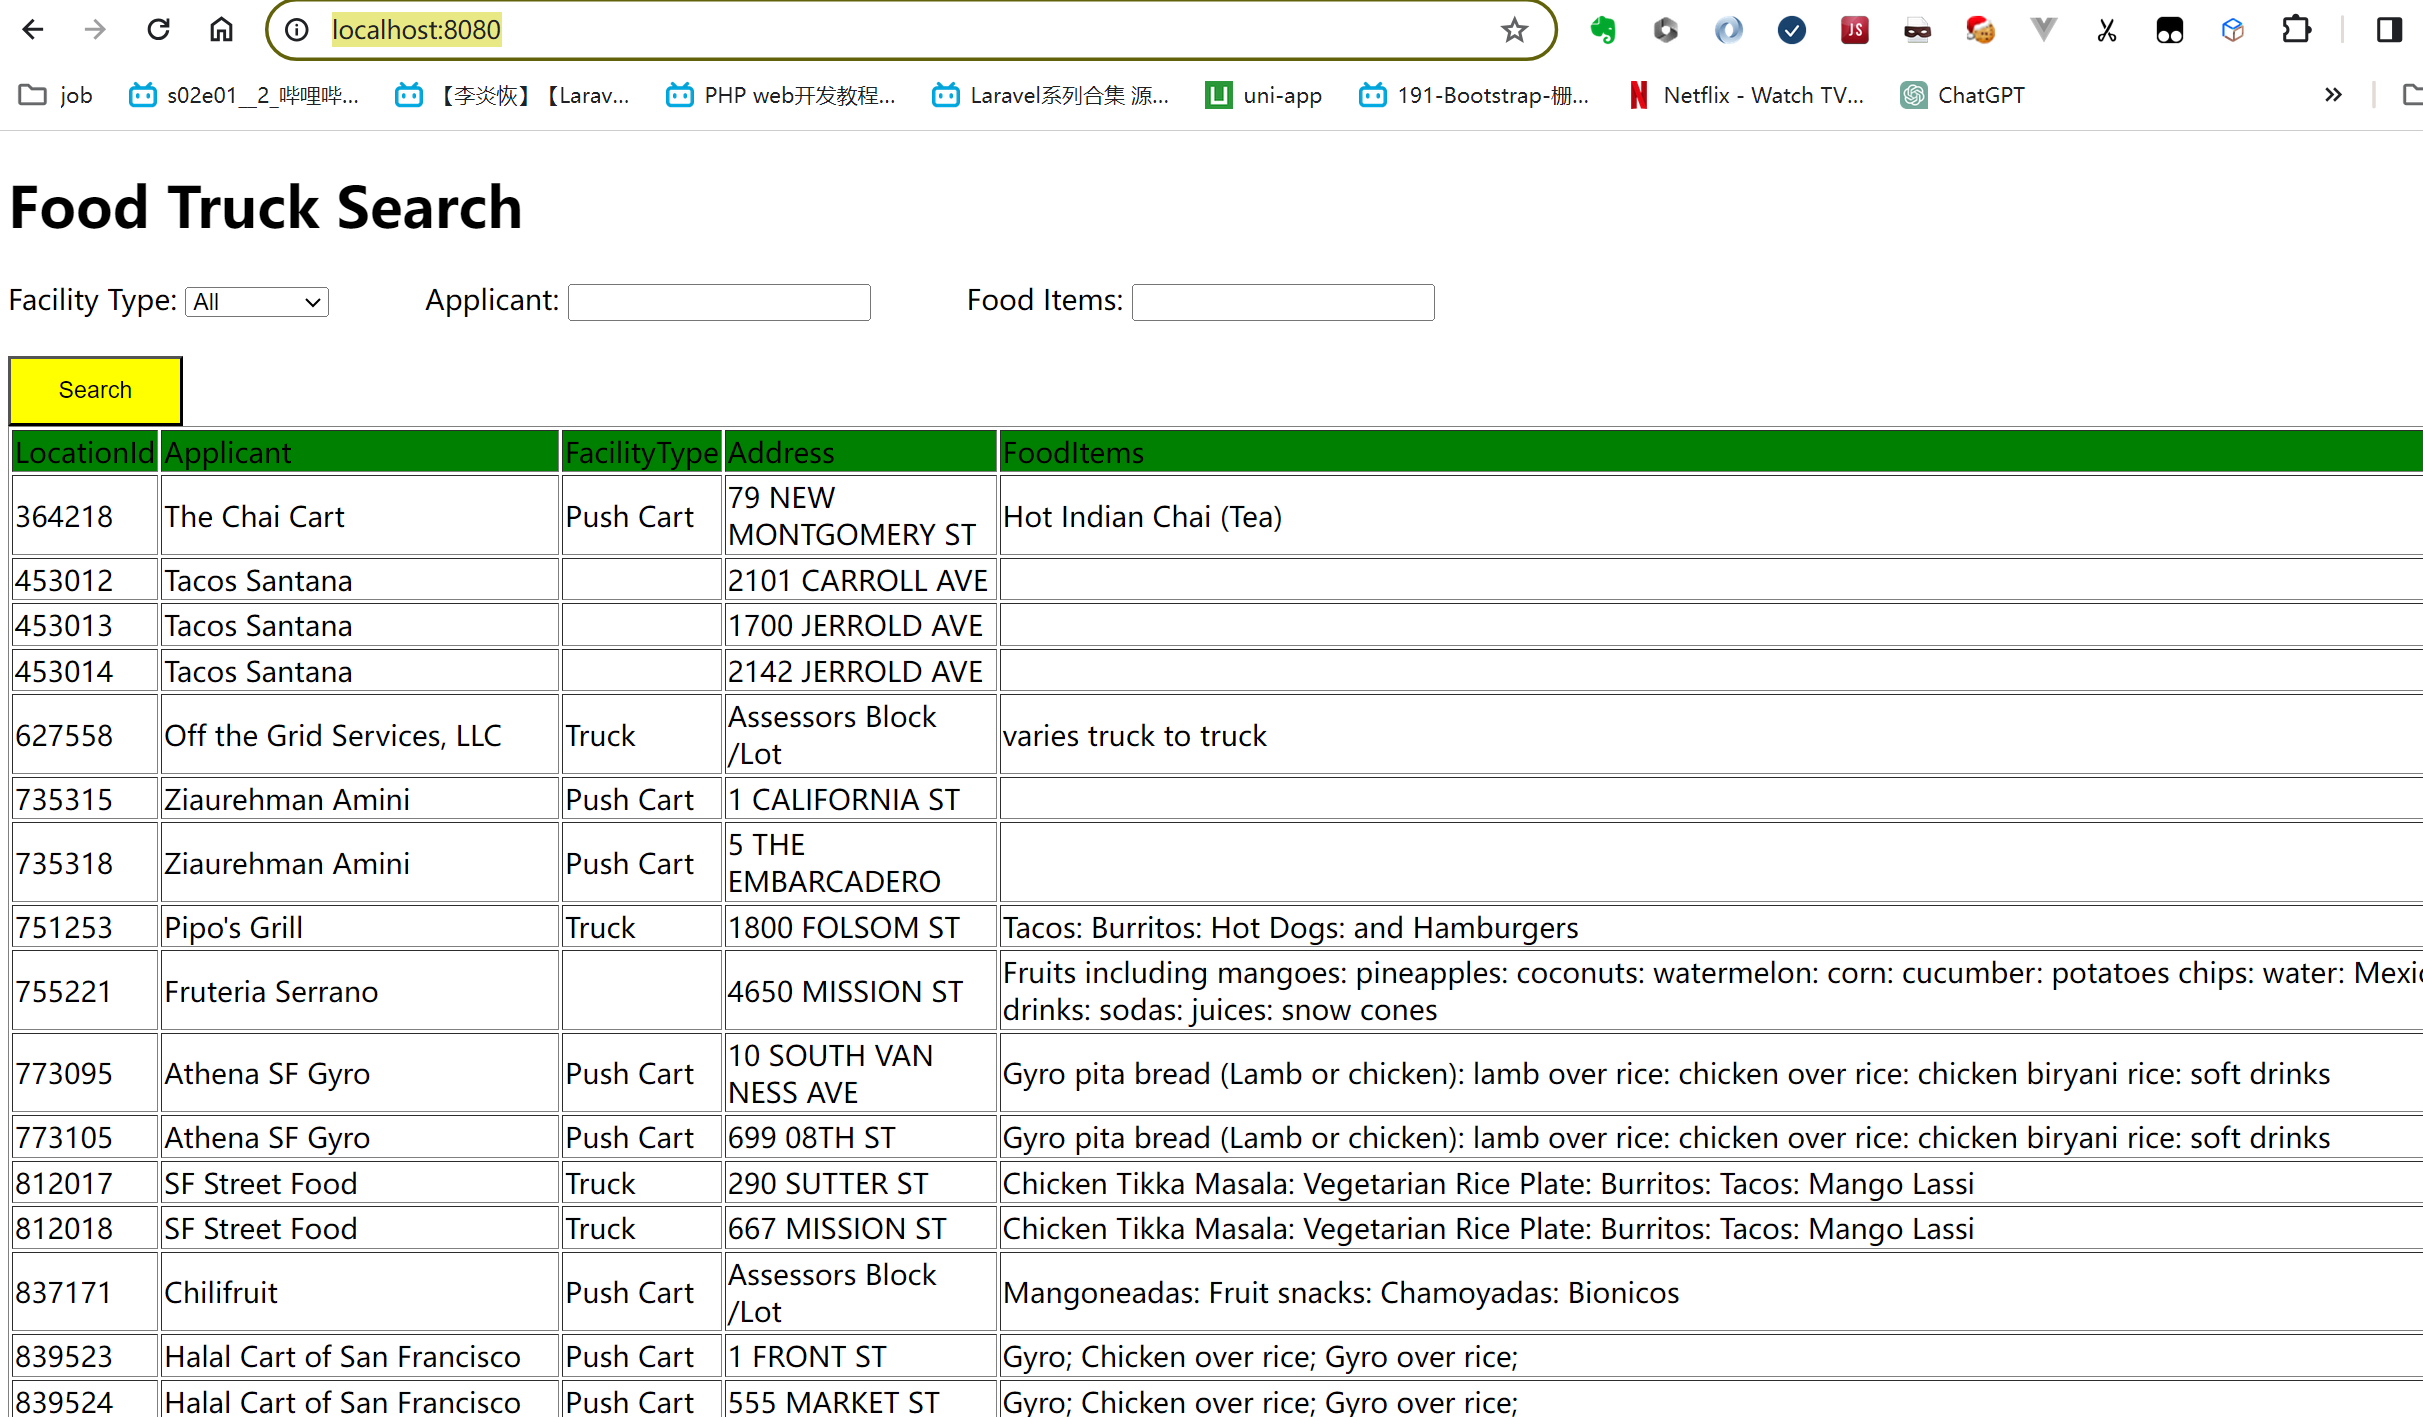 localhost:8080
JS
job s02e01__2_哔哩哔... 【李炎恢】【Larav... PHP web开发教程... Laravel系列合集 源... uni-app 191-Bootstrap-栅... Netflix - Watch TV... ChatGPT
Food Truck Search
Facility Type: All Applicant: Food Items:
Search
LocationId Applicant FacilityType Address FoodItems
364218 The Chai Cart Push Cart 79 NEW MONTGOMERY ST Hot Indian Chai (Tea)
453012 Tacos Santana 2101 CARROLL AVE
453013 Tacos Santana 1700 JERROLD AVE
453014 Tacos Santana 2142 JERROLD AVE
627558 Off the Grid Services, LLC Truck Assessors Block /Lot varies truck to truck
735315 Ziaurehman Amini Push Cart 1 CALIFORNIA ST
735318 Ziaurehman Amini Push Cart 5 THE EMBARCADERO
751253 Pipo's Grill Truck 1800 FOLSOM ST Tacos: Burritos: Hot Dogs: and Hamburgers
755221 Fruteria Serrano 4650 MISSION ST Fruits including mangoes: pineapples: coconuts: watermelon: corn: cucumber: potatoes chips: water: Mexic
drinks: sodas: juices: snow cones
773095 Athena SF Gyro Push Cart 10 SOUTH VAN NESS AVE Gyro pita bread (Lamb or chicken): lamb over rice: chicken over rice: chicken biryani rice: soft drinks
773105 Athena SF Gyro Push Cart 699 08TH ST Gyro pita bread (Lamb or chicken): lamb over rice: chicken over rice: chicken biryani rice: soft drinks
812017 SF Street Food Truck 290 SUTTER ST Chicken Tikka Masala: Vegetarian Rice Plate: Burritos: Tacos: Mango Lassi
812018 SF Street Food Truck 667 MISSION ST Chicken Tikka Masala: Vegetarian Rice Plate: Burritos: Tacos: Mango Lassi
837171 Chilifruit Push Cart Assessors Block /Lot Mangoneadas: Fruit snacks: Chamoyadas: Bionicos
839523 Halal Cart of San Francisco Push Cart 1 FRONT ST Gyro; Chicken over rice; Gyro over rice;
839524 Halal Cart of San Francisco Push Cart 555 MARKET ST Gyro; Chicken over rice; Gyro over rice;